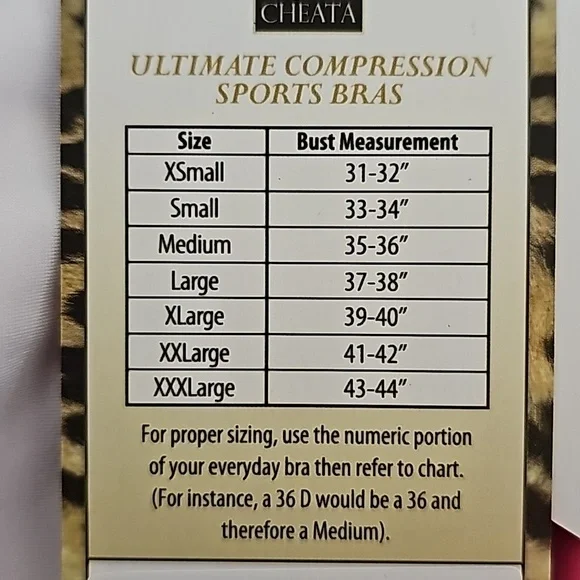 CHEATA
ULTIMATE COMPRESSION
SPORTS BRAS
Size Bust Measurement
XSmall 31-32”
Small 33-34”
Medium 35-36”
Large 37-38”
XLarge 39-40”
XXLarge 41-42”
XXXLarge 43-44”
For proper sizing, use the numeric portion
of your everyday bra then refer to chart.
(For instance, a 36 D would be a 36 and
therefore a Medium).